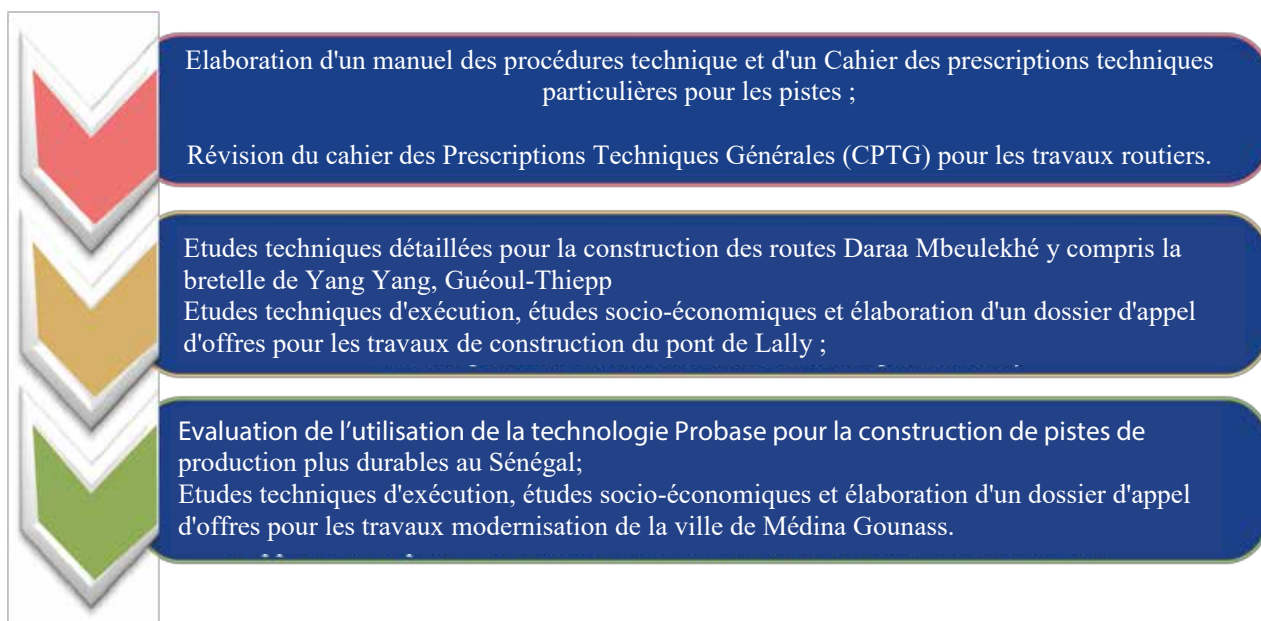 Elaboration d'un manuel des procédures technique et d'un Cahier des prescriptions techniques
particulières pour les pistes ;
Révision du cahier des Prescriptions Techniques Générales (CPTG) pour les travaux routiers.
Etudes techniques détaillées pour la construction des routes Daraa Mbeulekhé y compris la
bretelle de Yang Yang, Guéoul-Thiepp
Etudes techniques d'exécution, études socio-économiques et élaboration d'un dossier d'appel
d'offres pour les travaux de construction du pont de Lally ;
Evaluation de l’utilisation de la technologie Probase pour la construction de pistes de
production plus durables au Sénégal;
Etudes techniques d'exécution, études socio-économiques et élaboration d'un dossier d'appel
d'offres pour les travaux modernisation de la ville de Médina Gounass.